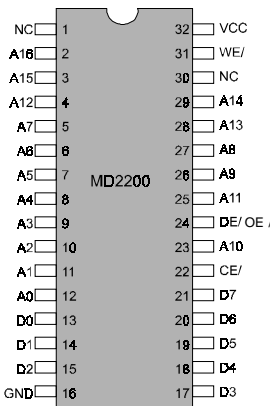 NC 1 32 VCC
A16 2 31 WE/
A15 3 30 NC
A12 4 29 A14
A7 5 28 A13
A6 6 27 A8
A5 7 26 A9
MD2200
A4 8 25 A11
A3 9 24 OE/ OE /
A2 10 23 A10
A1 11 22 CE/
A0 12 21 D7
D0 13 20 D6
D1 14 19 D5
D2 15 18 D4
GND 16 17 D3